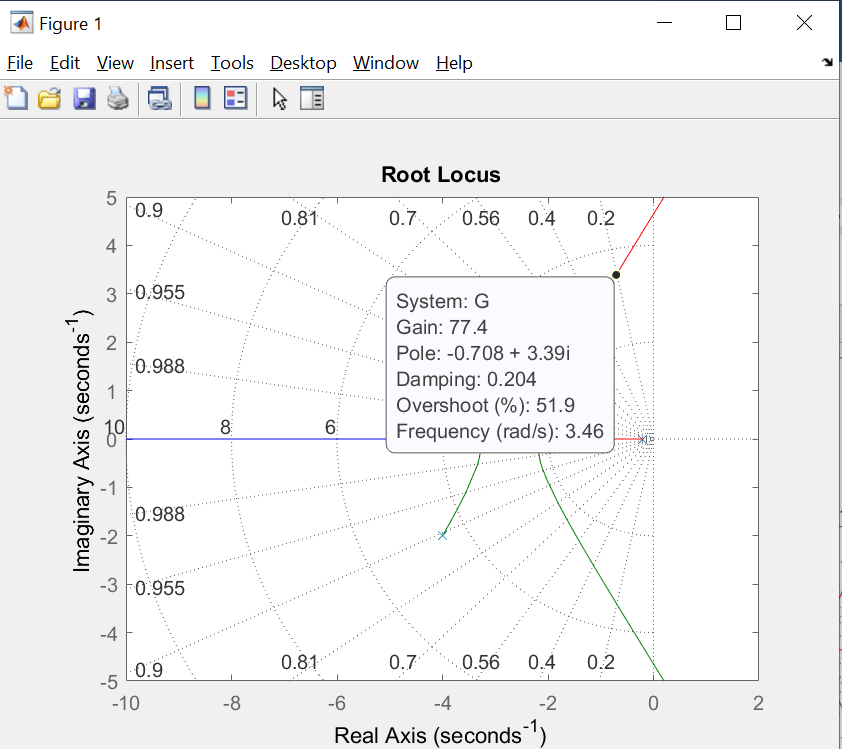 Figure 1
File Edit View Insert Tools Desktop Window Help
Root Locus
5
4
3
2
1
0
-1
-2
-3
-4
-5
Imaginary Axis (seconds-1)
0.9
0.81
0.7
0.56
0.4
0.2
0.955
0.988
10
8
6
System: G
Gain: 77.4
Pole: -0.708 + 3.39i
Damping: 0.204
Overshoot (%): 51.9
Frequency (rad/s): 3.46
0.988
0.955
0.9
0.81
0.7
0.56
0.4
0.2
-10 -8 -6 -4 -2 0 2
Real Axis (seconds-1)